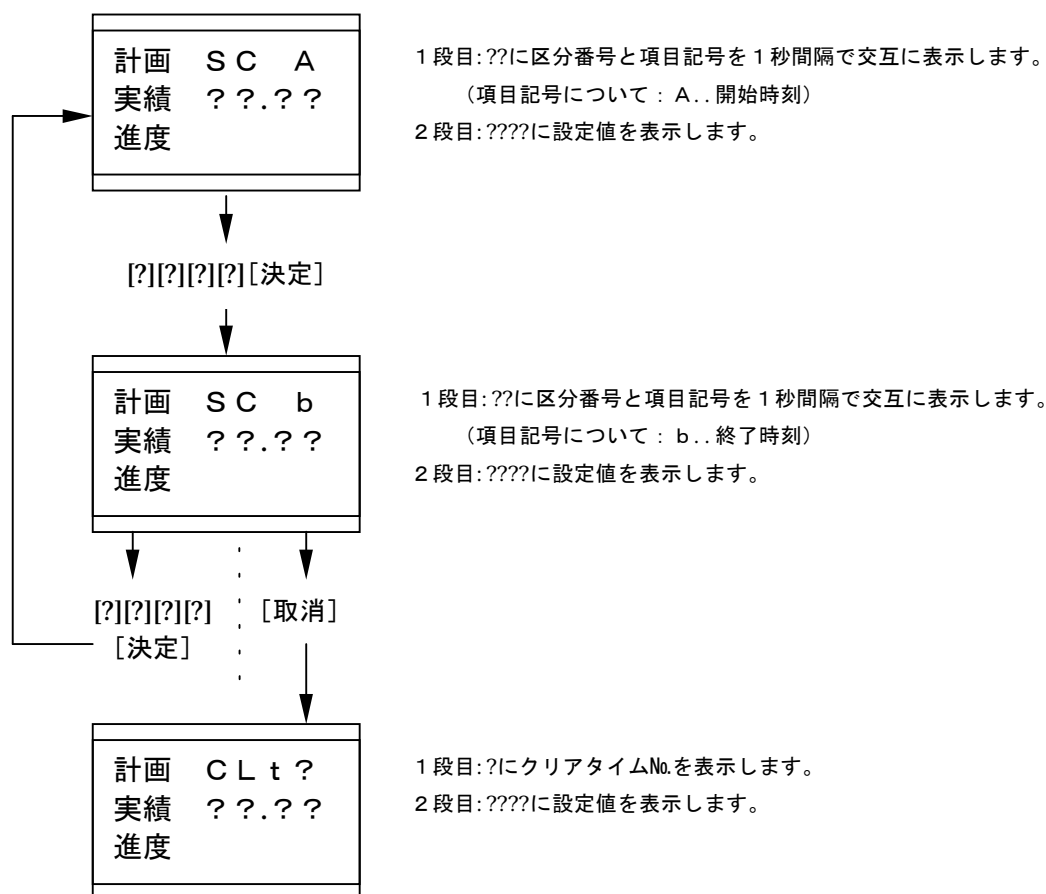 計画 ＳＣ Ａ
実績 ？？.？？
進度
１段目:??に区分番号と項目記号を１秒間隔で交互に表示します。
（項目記号について：Ａ..開始時刻）
２段目:????に設定値を表示します。
[?][?][?][?][決定]
計画 ＳＣ ｂ
実績 ？？.？？
進度
１段目:??に区分番号と項目記号を１秒間隔で交互に表示します。
（項目記号について：ｂ..終了時刻）
２段目:????に設定値を表示します。
[?][?][?][?]
[決定]
[取消]
計画 ＣＬｔ？
実績 ？？.？？
進度
１段目:?にクリアタイム№を表示します。
２段目:????に設定値を表示します。